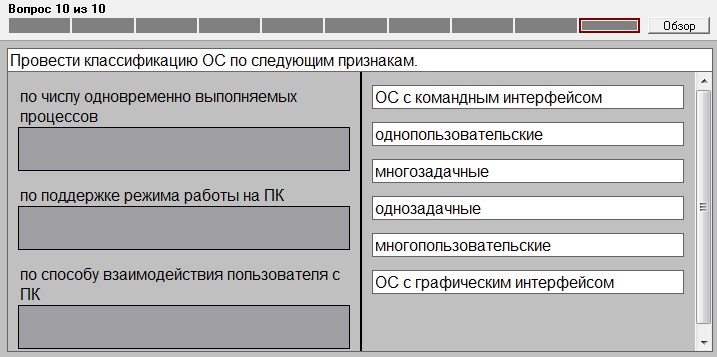 Вопрос 10 из 10
Обзор
Провести классификацию ОС по следующим признакам.
по числу одновременно выполняемых
процессов
по поддержке режима работы на ПК
по способу взаимодействия пользователя с
ПК
ОС с командным интерфейсом
однопользовательские
многозадачные
однозадачные
многопользовательские
ОС с графическим интерфейсом